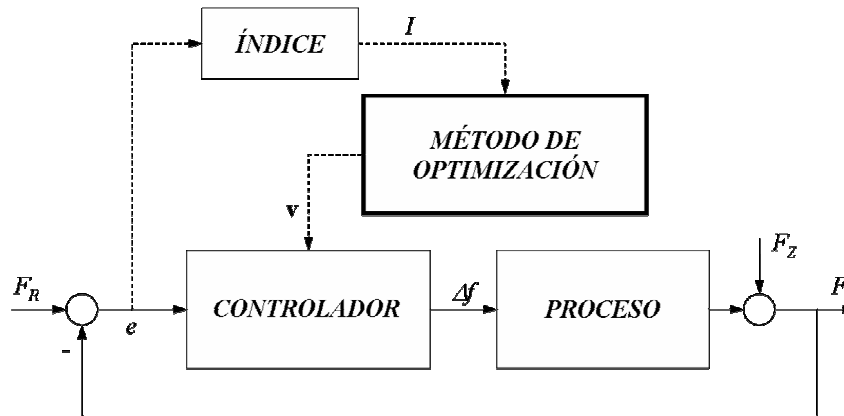 ÍNDICE
I
MÉTODO DE
OPTIMIZACIÓN
v
F_Z
F_R
CONTROLADOR
Δf
PROCESO
F
e
-